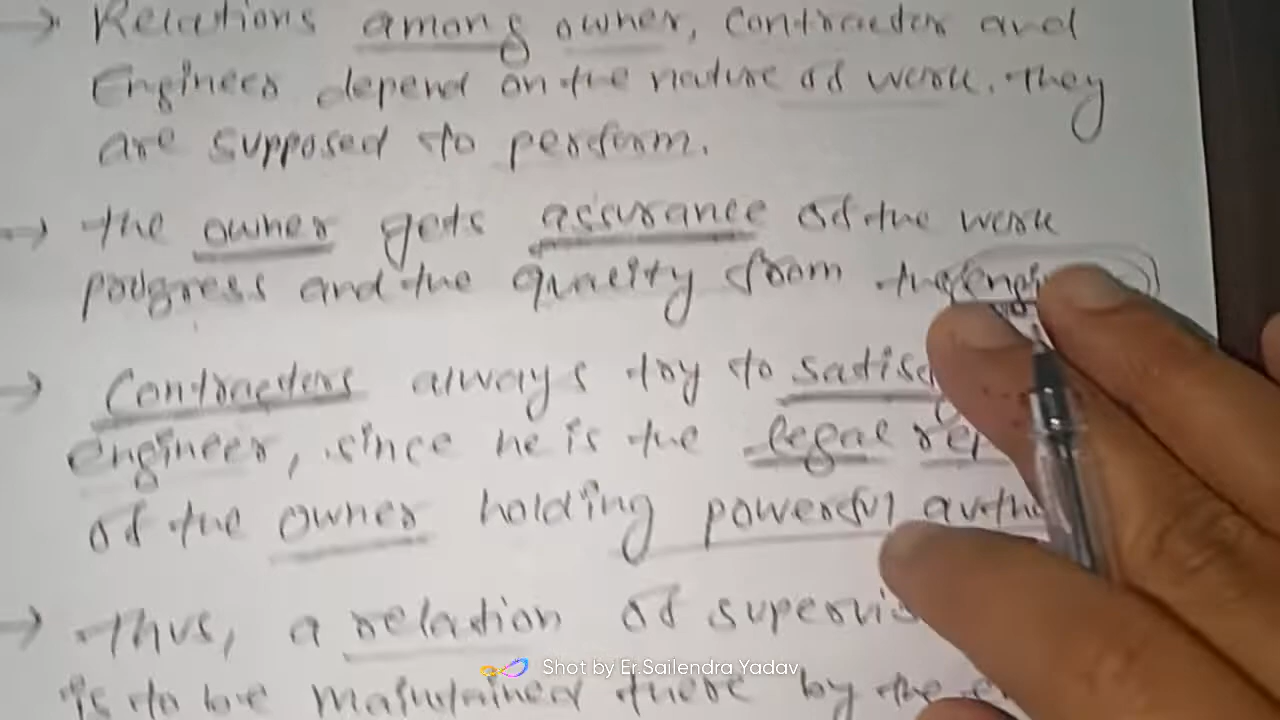 → Relations among owner, contractor and
Engineer depend on the nature of work. They
are supposed to perform.
→ the owner gets assurance of the work
progress and the quality from the
→ Contractors always try to
engineer, since he is the legal
of the owner holding powerful
→ Thus, a relation of
is to be maintained there by the
Shot by Er.Sailendra Yadav